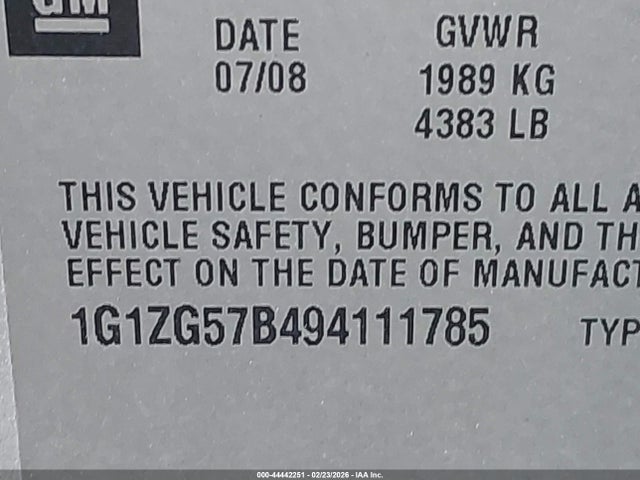 GM
DATE GVWR
07/08 1989 KG
4383 LB
THIS VEHICLE CONFORMS TO ALL A
VEHICLE SAFETY, BUMPER, AND TH
EFFECT ON THE DATE OF MANUFACT
1G1ZG57B494111785 TYP
000-44442251 - 02/23/2026 - IAA Inc.